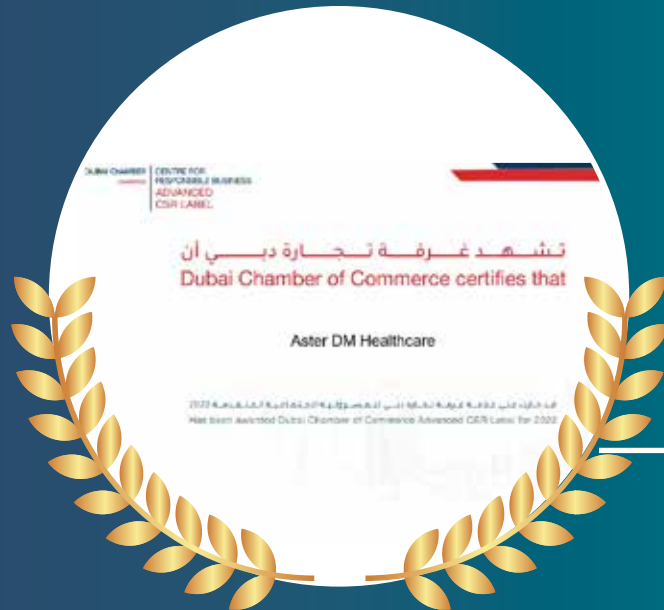 DUBAI CHAMBER
CENTRE FOR
RESPONSIBLE BUSINESS
ADVANCED
CSR LABEL
تشهد غرفة تجارة دبي أن
Dubai Chamber of Commerce certifies that
Aster DM Healthcare
Has been awarded Dubai Chamber of Commerce Advanced CSR Label for 2022